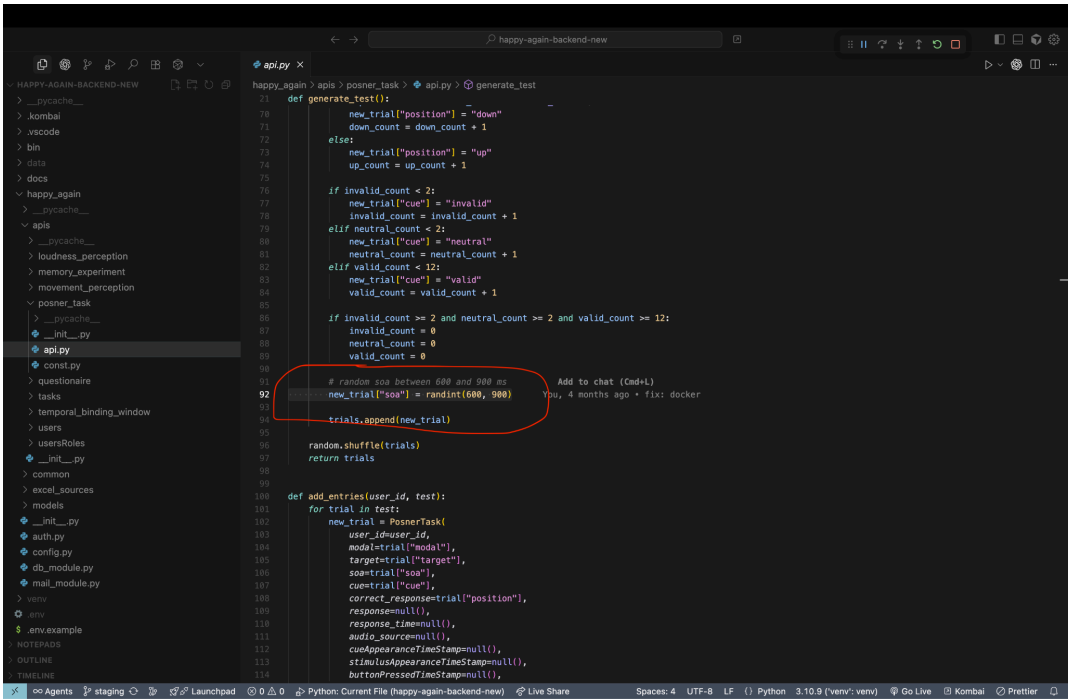 happy-again-backend-new
api.py
HAPPY-AGAIN-BACKEND-NEW
__pycache__
.kombai
.vscode
bin
data
docs
happy_again
__pycache__
apis
__pycache__
loudness_perception
memory_experiment
movement_perception
posner_task
__pycache__
__init__.py
api.py
const.py
questionaire
tasks
temporal_binding_window
users
usersRoles
__init__.py
common
excel_sources
models
__init__.py
auth.py
config.py
db_module.py
mail_module.py
venv
.env
.env.example
NOTEPADS
OUTLINE
TIMELINE
happy_again > apis > posner_task > api.py > generate_test
21 def generate_test():
70 new_trial["position"] = "down"
71 down_count = down_count + 1
72 else:
73 new_trial["position"] = "up"
74 up_count = up_count + 1
75
76 if invalid_count < 2:
77 new_trial["cue"] = "invalid"
78 invalid_count = invalid_count + 1
79 elif neutral_count < 2:
80 new_trial["cue"] = "neutral"
81 neutral_count = neutral_count + 1
82 elif valid_count < 12:
83 new_trial["cue"] = "valid"
84 valid_count = valid_count + 1
85
86 if invalid_count >= 2 and neutral_count >= 2 and valid_count >= 12:
87 invalid_count = 0
88 neutral_count = 0
89 valid_count = 0
90
91 # random soa between 600 and 900 ms Add to chat (Cmd+L)
92 new_trial["soa"] = randint(600, 900) You, 4 months ago • fix: docker
93
94 trials.append(new_trial)
95
96 random.shuffle(trials)
97 return trials
98
99
100 def add_entries(user_id, test):
101 for trial in test:
102 new_trial = PosnerTask(
103 user_id=user_id,
104 modal=trial["modal"],
105 target=trial["target"],
106 soa=trial["soa"],
107 cue=trial["cue"],
108 correct_response=trial["position"],
109 response=null(),
110 response_time=null(),
111 audio_source=null(),
112 cueAppearanceTimeStamp=null(),
113 stimulusAppearanceTimeStamp=null(),
114 buttonPressedTimeStamp=null(),
Agents staging Launchpad 0 0 Python: Current File (happy-again-backend-new) Live Share Spaces: 4 UTF-8 LF {} Python 3.10.9 ('venv': venv) Go Live Kombai Prettier